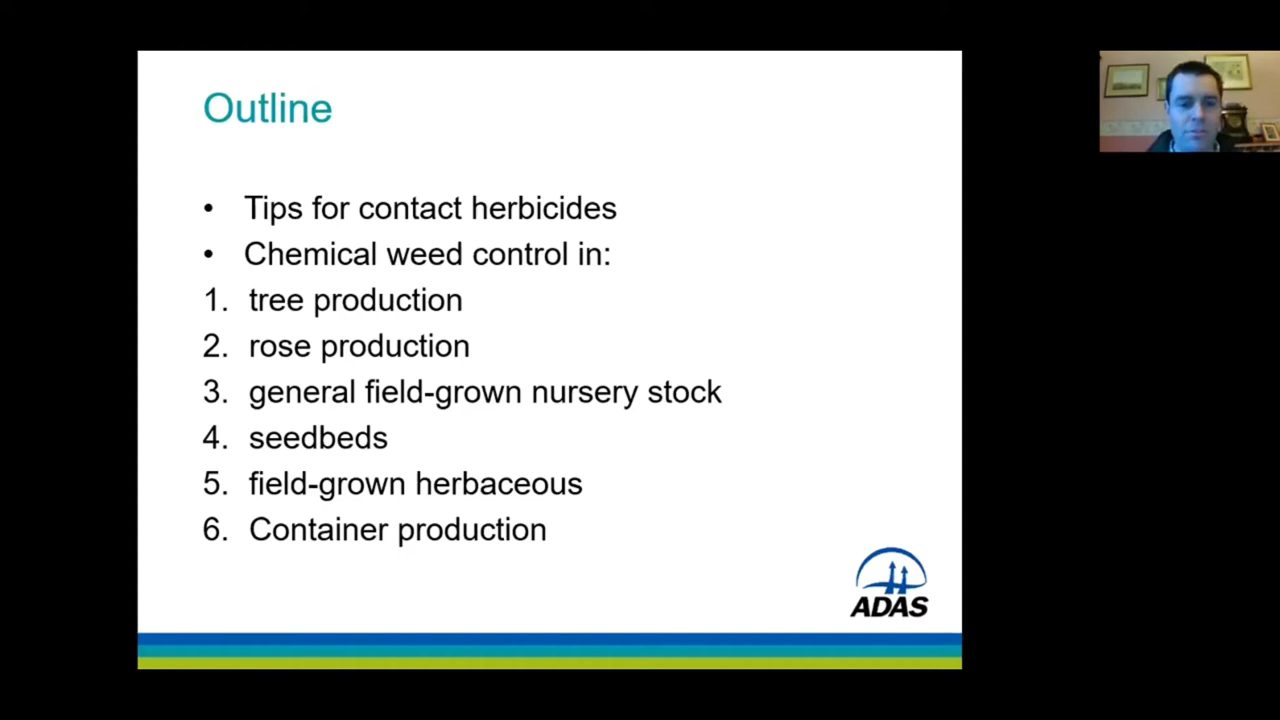 Outline
• Tips for contact herbicides
• Chemical weed control in:
1. tree production
2. rose production
3. general field-grown nursery stock
4. seedbeds
5. field-grown herbaceous
6. Container production
ADAS